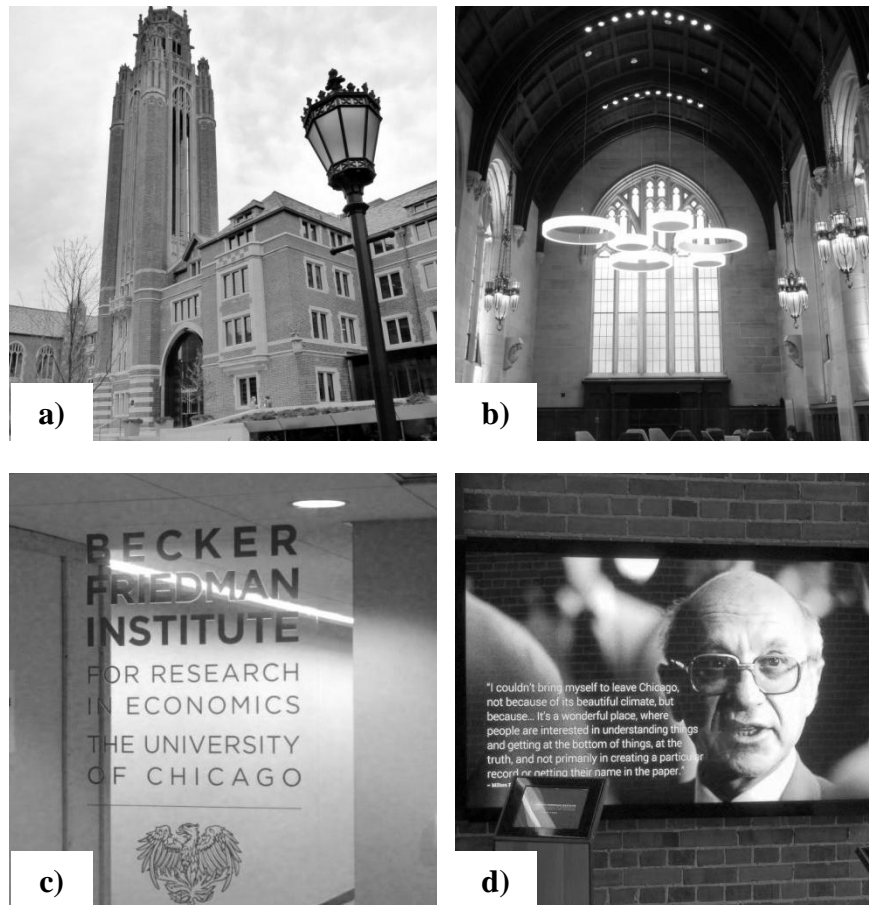 a)
b)
BECKER
FRIEDMAN
INSTITUTE
FOR RESEARCH
IN ECONOMICS
THE UNIVERSITY
OF CHICAGO
c)
"I couldn't bring myself to leave Chicago,
not because of its beautiful climate, but
because... It's a wonderful place, where
people are interested in understanding things
and getting at the bottom of things, at the
truth, and not primarily in creating a particular
record or getting their name in the paper."
– Milton
d)